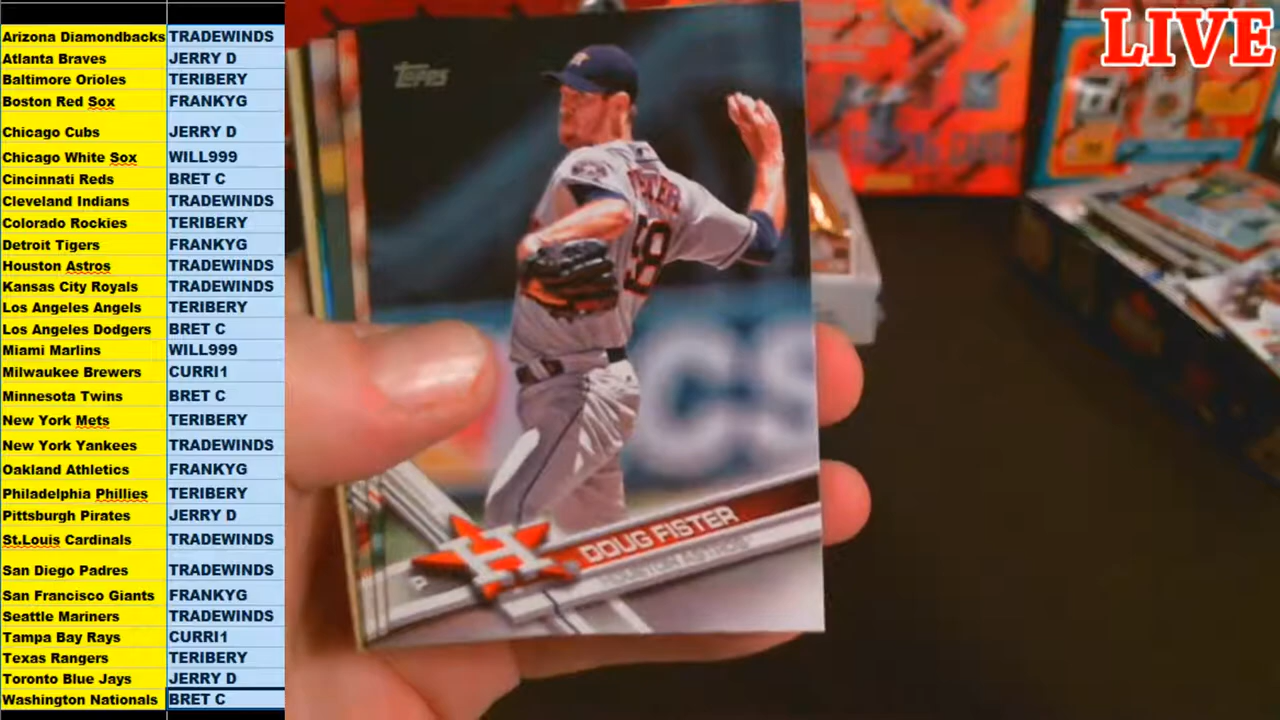 Arizona Diamondbacks TRADEWINDS
Atlanta Braves JERRY D
Baltimore Orioles TERIBERY
Boston Red Sox FRANKYG
Chicago Cubs JERRY D
Chicago White Sox WILL999
Cincinnati Reds BRET C
Cleveland Indians TRADEWINDS
Colorado Rockies TERIBERY
Detroit Tigers FRANKYG
Houston Astros TRADEWINDS
Kansas City Royals TRADEWINDS
Los Angeles Angels TERIBERY
Los Angeles Dodgers BRET C
Miami Marlins WILL999
Milwaukee Brewers CURRI1
Minnesota Twins BRET C
New York Mets TERIBERY
New York Yankees TRADEWINDS
Oakland Athletics FRANKYG
Philadelphia Phillies TERIBERY
Pittsburgh Pirates JERRY D
St.Louis Cardinals TRADEWINDS
San Diego Padres TRADEWINDS
San Francisco Giants FRANKYG
Seattle Mariners TRADEWINDS
Tampa Bay Rays CURRI1
Texas Rangers TERIBERY
Toronto Blue Jays JERRY D
Washington Nationals BRET C
LIVE
Topps
58
CS
H
P
DOUG FISTER
HOUSTON ASTROS